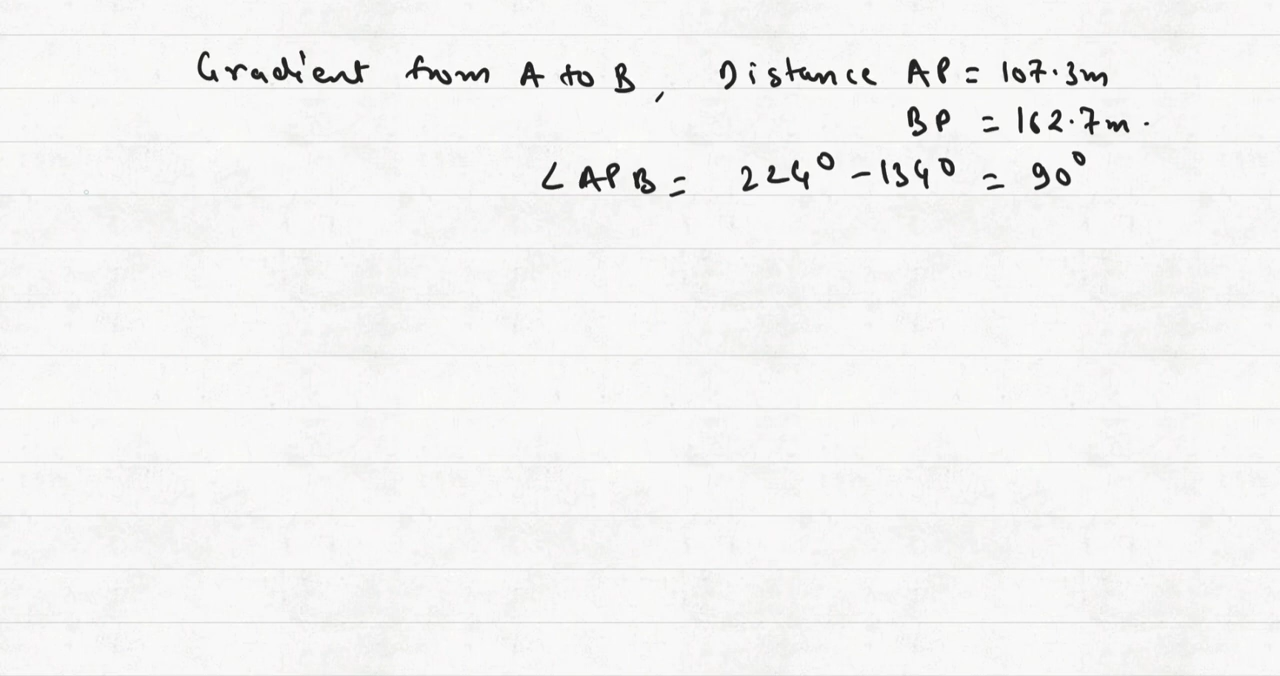 Gradient from A to B, Distance AP = 107.3m
BP = 162.7m.
∠APB = 224° - 134° = 90°